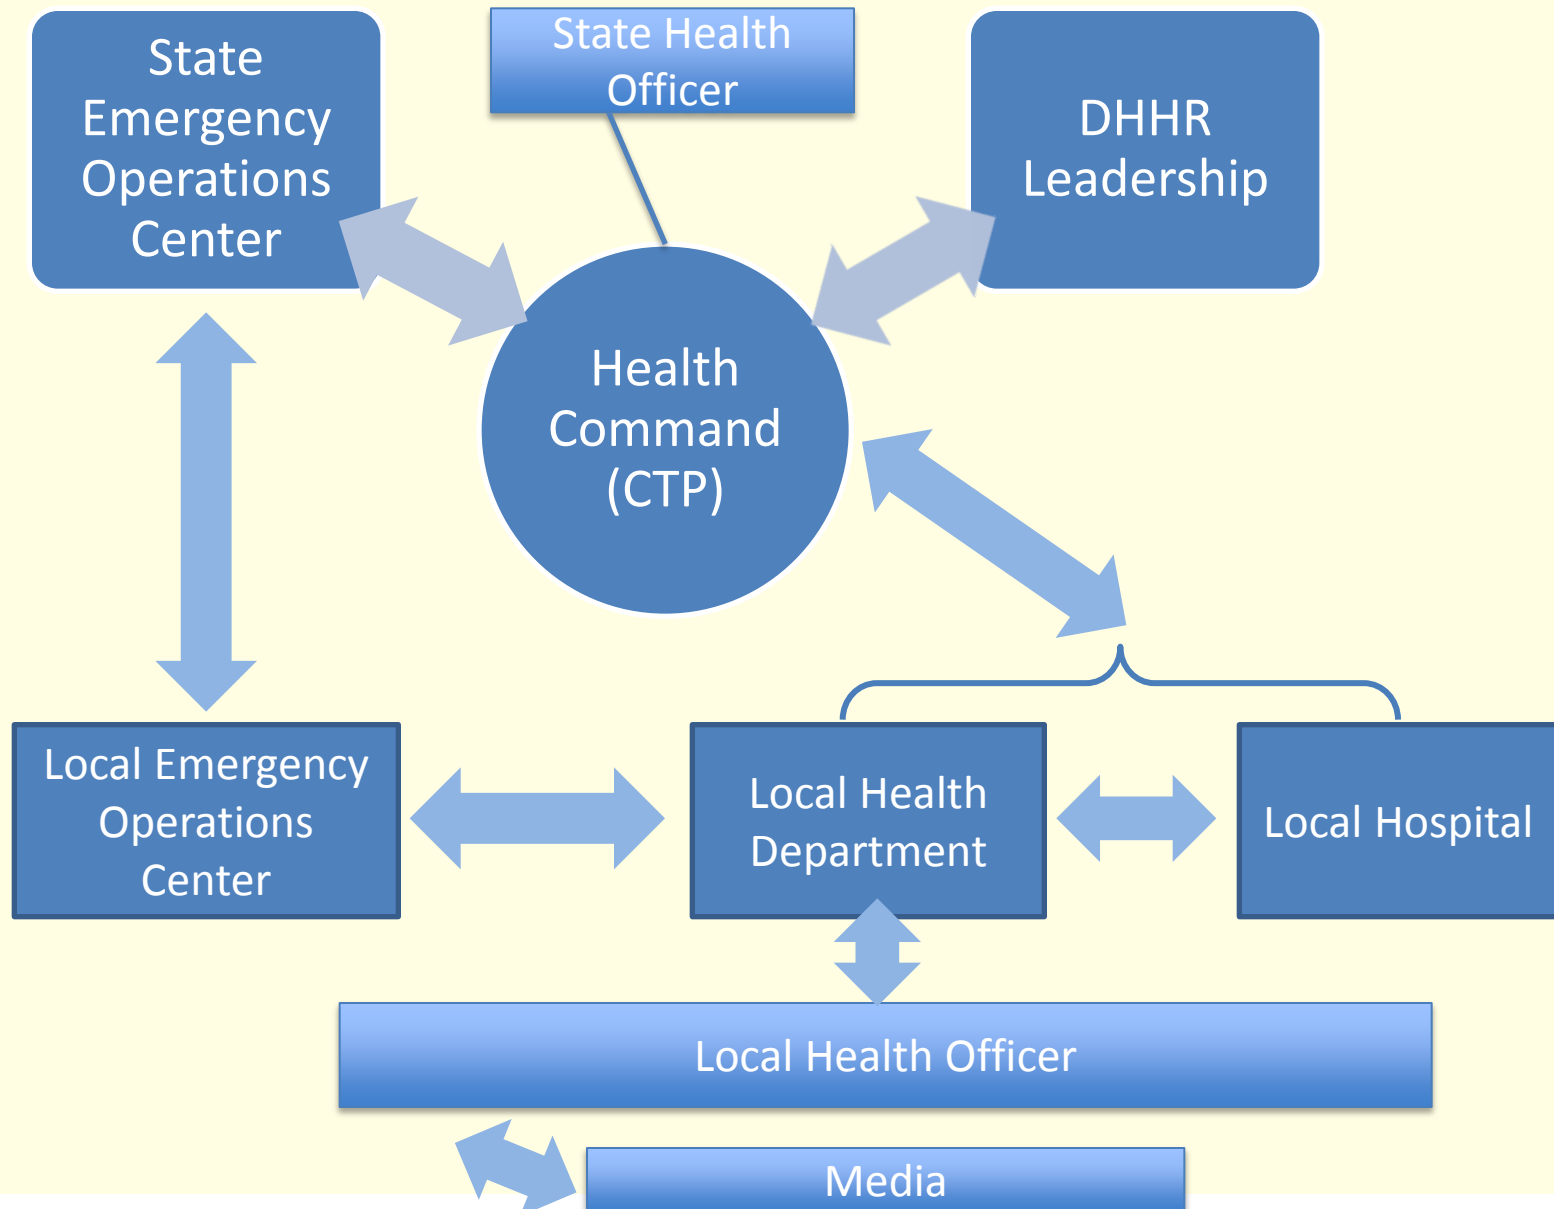 State
Emergency
Operations
Center
State Health
Officer
DHHR
Leadership
Health
Command
(CTP)
Local Emergency
Operations
Center
Local Health
Department
Local Hospital
Local Health Officer
Media